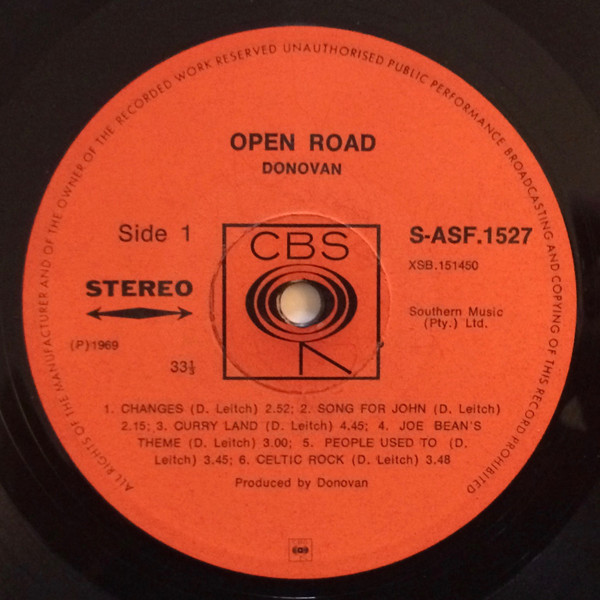 ALL RIGHTS OF THE MANUFACTURER AND OF THE OWNER OF THE RECORDED WORK RESERVED UNAUTHORISED PUBLIC PERFORMANCE BROADCASTING AND COPYING OF THIS RECORD PROHIBITED
OPEN ROAD
DONOVAN
Side 1
CBS
S-ASF.1527
XSB.151450
STEREO
Southern Music
(Pty.) Ltd.
(P)1969
33⅓
1. CHANGES (D. Leitch) 2.52; 2. SONG FOR JOHN (D. Leitch)
2.15; 3. CURRY LAND (D. Leitch) 4.45; 4. JOE BEAN'S
THEME (D. Leitch) 3.00; 5. PEOPLE USED TO (D.
Leitch) 3.45; 6. CELTIC ROCK (D. Leitch) 3.48
Produced by Donovan